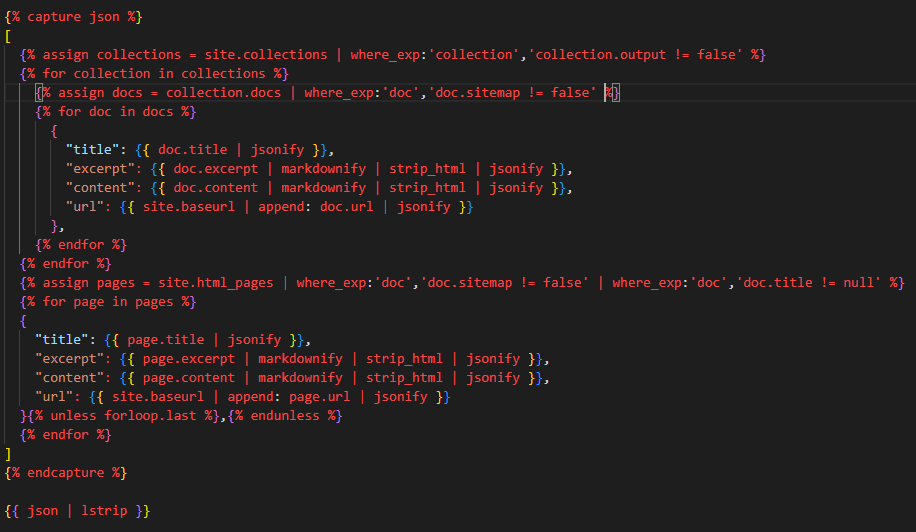 {% capture json %}
[
{% assign collections = site.collections | where_exp:'collection','collection.output != false' %}
{% for collection in collections %}
{% assign docs = collection.docs | where_exp:'doc','doc.sitemap != false' %}
{% for doc in docs %}
{
"title": {{ doc.title | jsonify }},
"excerpt": {{ doc.excerpt | markdownify | strip_html | jsonify }},
"content": {{ doc.content | markdownify | strip_html | jsonify }},
"url": {{ site.baseurl | append: doc.url | jsonify }}
},
{% endfor %}
{% endfor %}
{% assign pages = site.html_pages | where_exp:'doc','doc.sitemap != false' | where_exp:'doc','doc.title != null' %}
{% for page in pages %}
{
"title": {{ page.title | jsonify }},
"excerpt": {{ page.excerpt | markdownify | strip_html | jsonify }},
"content": {{ page.content | markdownify | strip_html | jsonify }},
"url": {{ site.baseurl | append: page.url | jsonify }}
}{% unless forloop.last %},{% endunless %}
{% endfor %}
]
{% endcapture %}
{{ json | lstrip }}